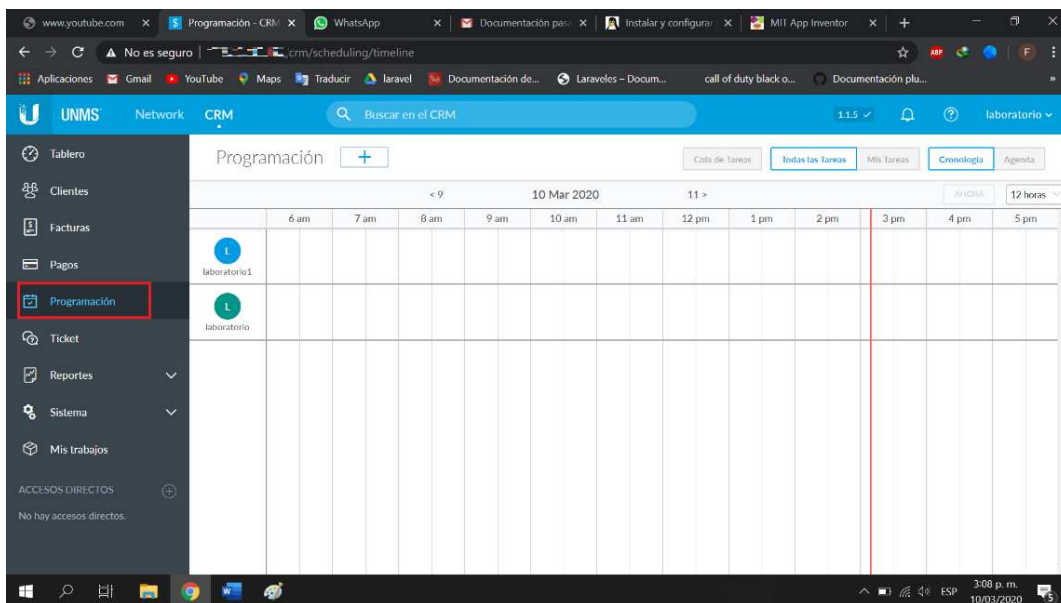 www.youtube.com
Programación - CRM
WhatsApp
Documentación pas
Instalar y configurar
MIT App Inventor
No es seguro
crm/scheduling/timeline
ABP
F
Aplicaciones Gmail YouTube Maps Traducir laravel Documentación de... Laraveles – Docum... call of duty black o... Documentación plu...
UNMS Network CRM Buscar en el CRM 1.1.5 laboratorio
Tablero
Clientes
Facturas
Pagos
Programación
Ticket
Reportes
Sistema
Mis trabajos
ACCESOS DIRECTOS
No hay accesos directos.
Programación + Cola de Tareas Todas las Tareas Mis Tareas Cronología Agenda
< 9 10 Mar 2020 11 > AHORA 12 horas
6 am 7 am 8 am 9 am 10 am 11 am 12 pm 1 pm 2 pm 3 pm 4 pm 5 pm
L
laboratorio1
L
laboratorio
ESP
3:08 p. m.
10/03/2020
5